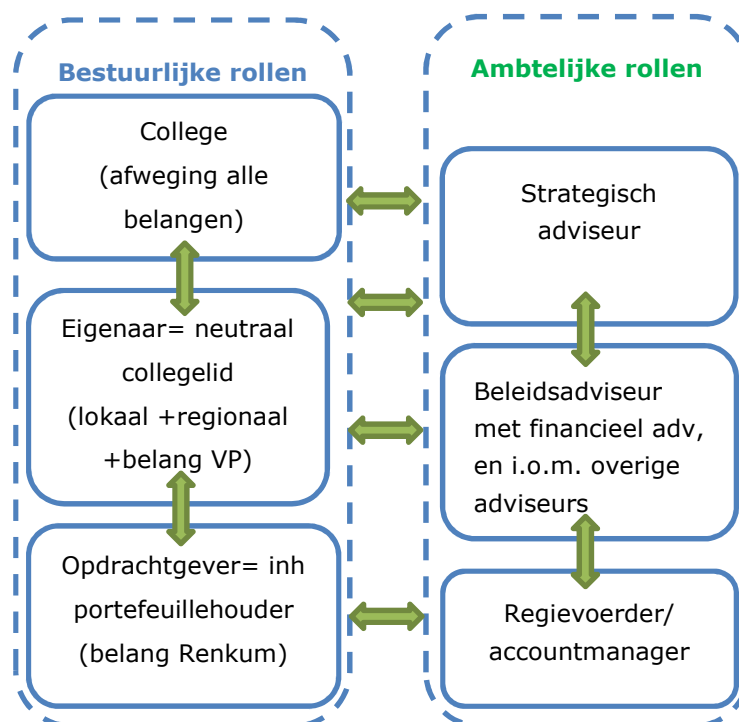 Bestuurlijke rollen
College
(afweging alle
belangen)
Eigenaar= neutraal
collegelid
(lokaal +regionaal
+belang VP)
Opdrachtgever= inh
portefeuillehouder
(belang Renkum)
Ambtelijke rollen
Strategisch
adviseur
Beleidsadviseur
met financieel adv,
en i.o.m. overige
adviseurs
Regievoerder/
accountmanager